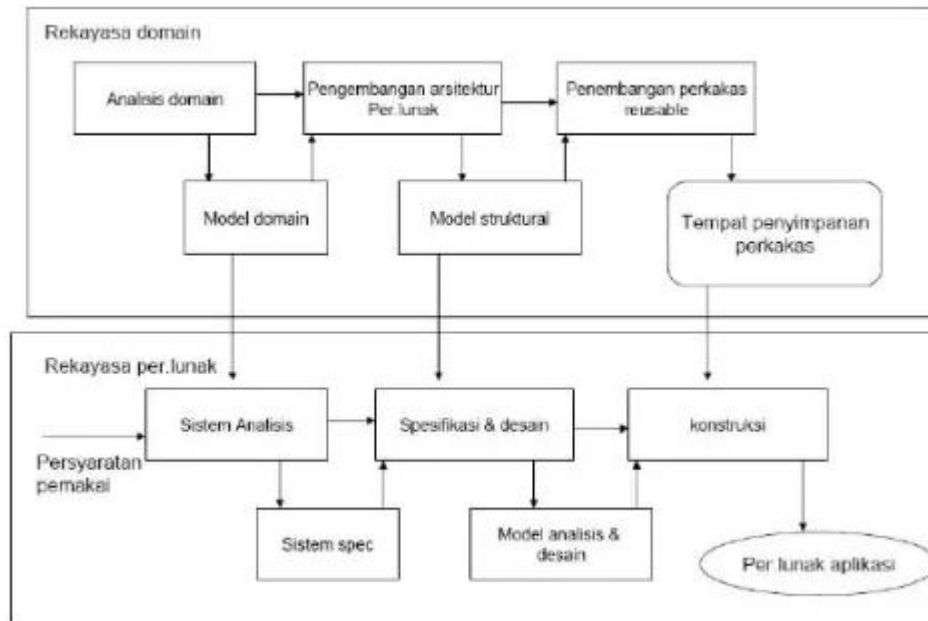 Rekayasa domain
Analisis domain
Pengembangan arsitektur
Per.lunak
Penembangan perkakas
reusable
Model domain
Model struktural
Tempat penyimpanan
perkakas
Rekayasa per.lunak
Sistem Analisis
Spesifikasi & desain
konstruksi
Persyaratan
pemakai
Sistem spec
Model analisis &
desain
Per lunak aplikasi